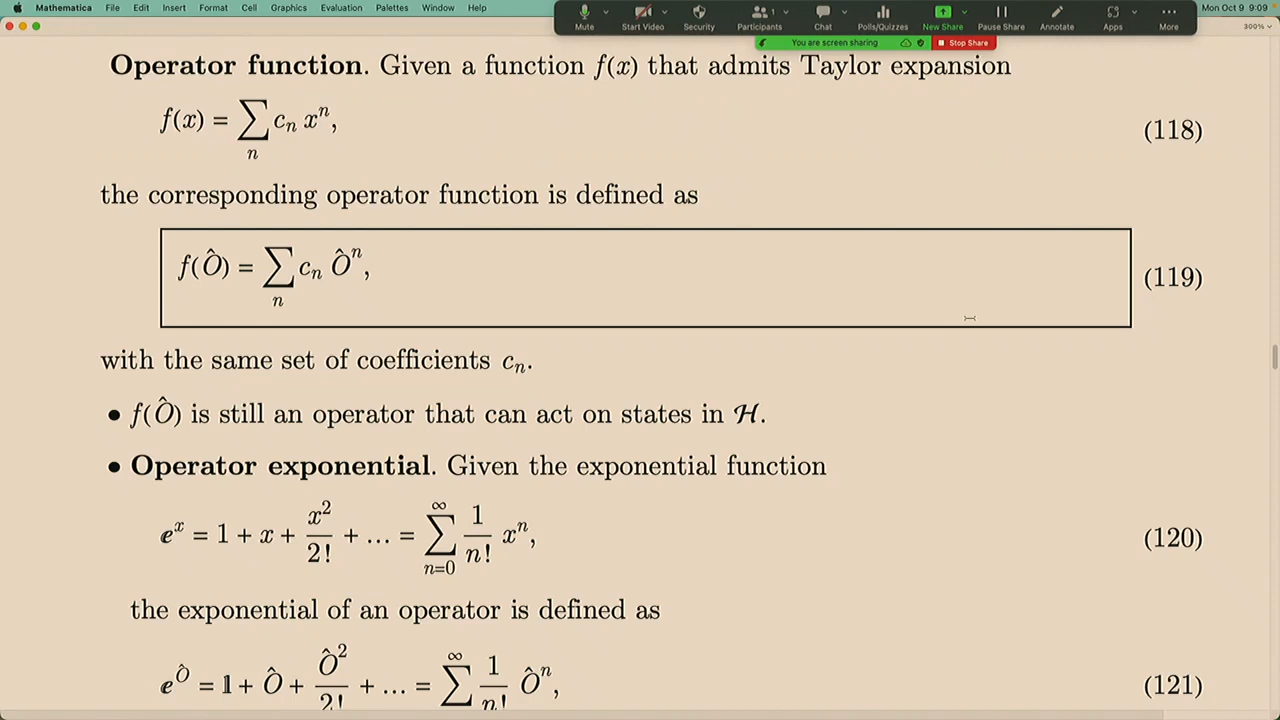 Mathematica File Edit Insert Format Cell Graphics Evaluation Palettes Window Help Mon Oct 9 9:09
Mute Start Video Security Participants 1 Chat Polls/Quizzes New Share Pause Share Annotate Apps More
You are screen sharing Stop Share
300%
Operator function. Given a function f(x) that admits Taylor expansion
f(x) = ∑_n c_n x^n, (118)
the corresponding operator function is defined as
f(Ô) = ∑_n c_n Ô^n, (119)
with the same set of coefficients c_n.
• f(Ô) is still an operator that can act on states in ℋ.
• Operator exponential. Given the exponential function
e^x = 1 + x + x^2/2! + ... = ∑_{n=0}^∞ 1/n! x^n, (120)
the exponential of an operator is defined as
e^Ô = 𝟙 + Ô + Ô^2/2! + ... = ∑^∞ 1/n! Ô^n, (121)